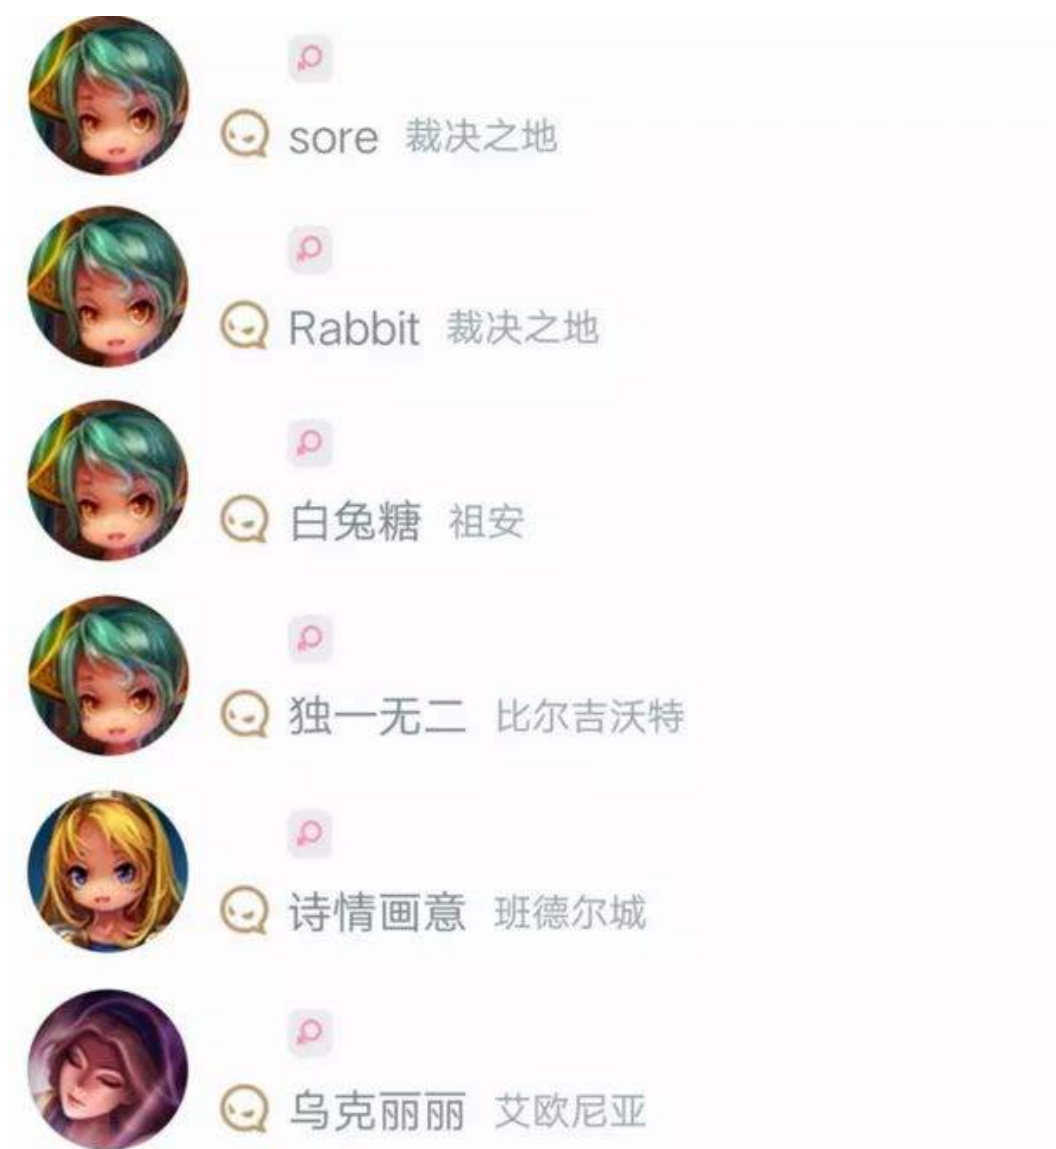 sore 裁决之地
Rabbit 裁决之地
白兔糖 祖安
独一无二 比尔吉沃特
诗情画意 班德尔城
乌克丽丽 艾欧尼亚